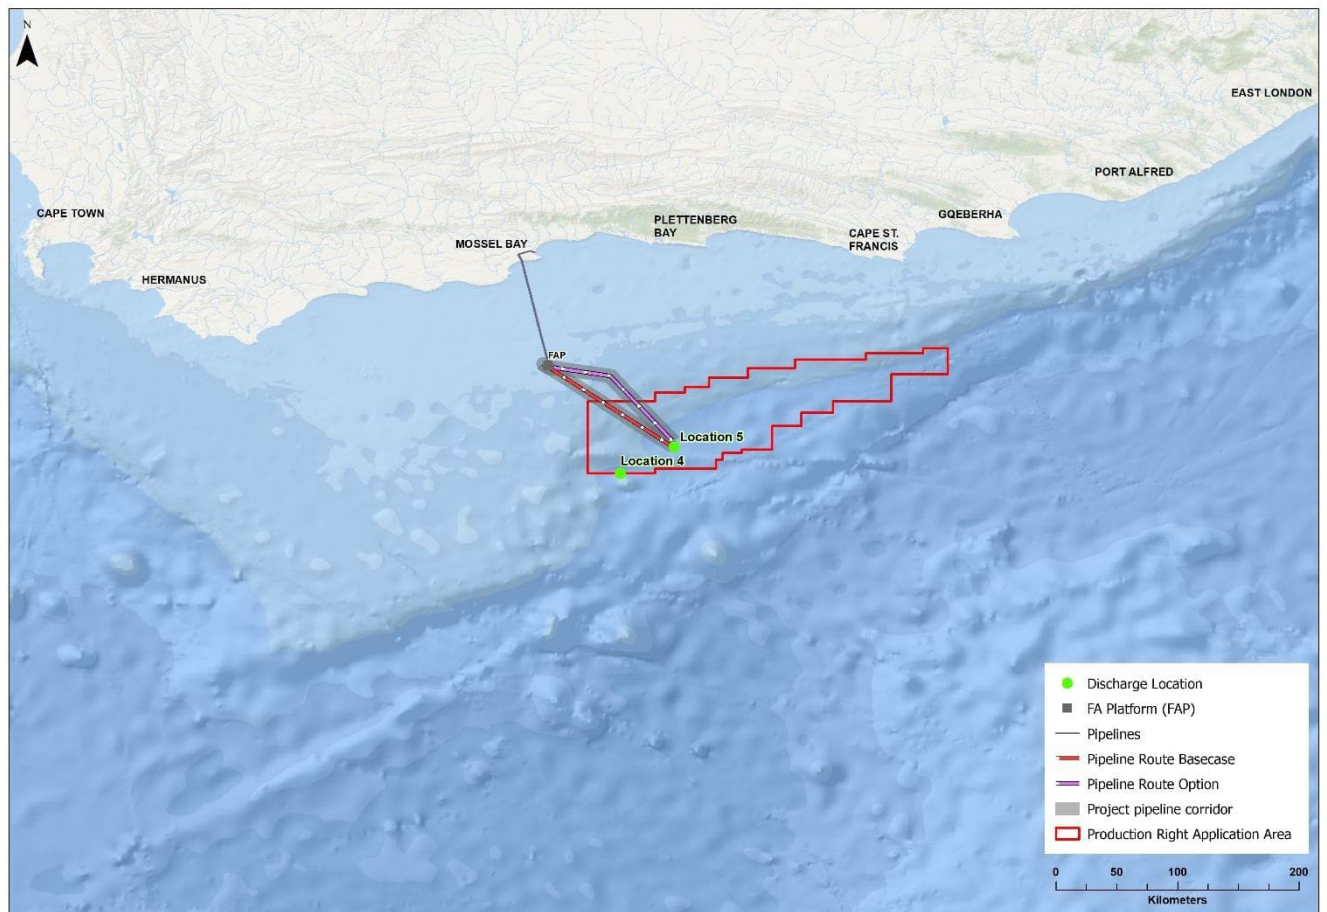 N
EAST LONDON
PORT ALFRED
CAPE TOWN
PLETTENBERG
BAY
GQEBERHA
CAPE ST.
FRANCIS
MOSSEL BAY
HERMANUS
FAP
Location 5
Location 4
Discharge Location
FA Platform (FAP)
Pipelines
Pipeline Route Basecase
Pipeline Route Option
Project pipeline corridor
Production Right Application Area
0 50 100 200
Kilometers